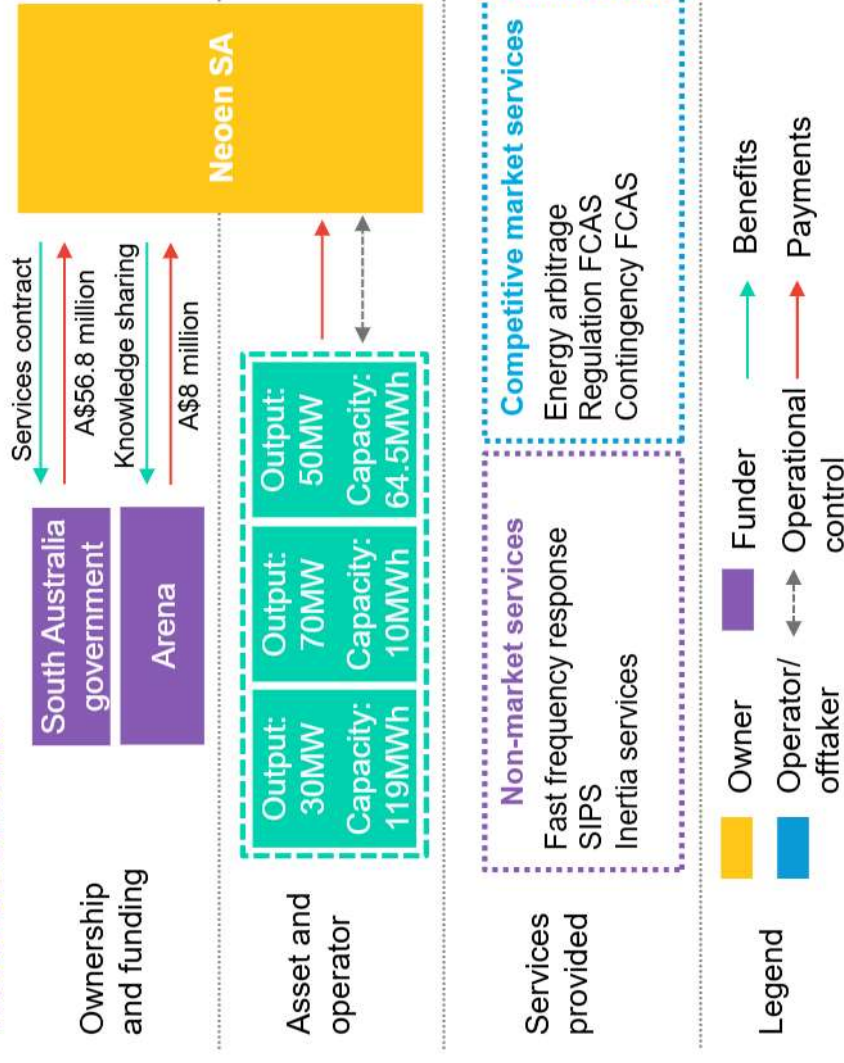 Ownership
and funding
South Australia
government
Arena
Services contract
A$56.8 million
Knowledge sharing
A$8 million
Neoen SA
Asset and
operator
Output:
30MW
Capacity:
119MWh
Output:
70MW
Capacity:
10MWh
Output:
50MW
Capacity:
64.5MWh
Services
provided
Non-market services
Fast frequency response
SIPS
Inertia services
Competitive market services
Energy arbitrage
Regulation FCAS
Contingency FCAS
Legend
Owner
Funder
Benefits
Operator/
offtaker
Operational
control
Payments